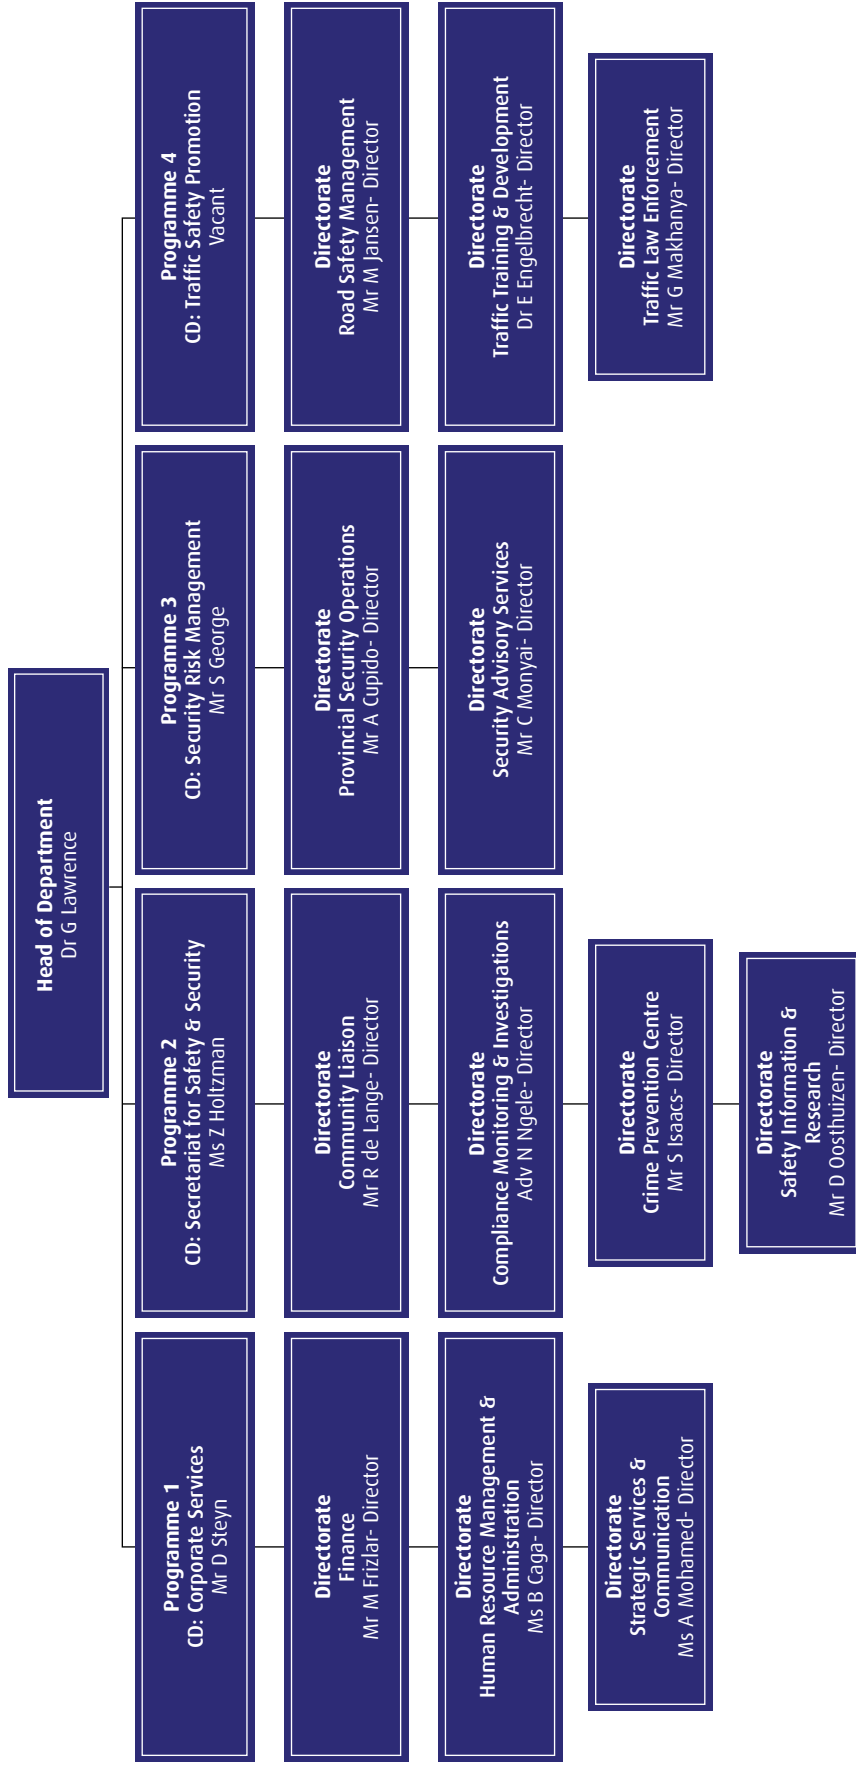 Head of Department
Dr G Lawrence
Programme 1
CD: Corporate Services
Mr D Steyn
Directorate
Finance
Mr M Frizlar- Director
Directorate
Human Resource Management &
Administration
Ms B Caga- Director
Directorate
Strategic Services &
Communication
Ms A Mohamed- Director
Programme 2
CD: Secretariat for Safety & Security
Ms Z Holtzman
Directorate
Community Liaison
Mr R de Lange- Director
Directorate
Compliance Monitoring & Investigations
Adv N Ngele- Director
Directorate
Crime Prevention Centre
Mr S Isaacs- Director
Directorate
Safety Information &
Research
Mr D Oosthuizen- Director
Programme 3
CD: Security Risk Management
Mr S George
Directorate
Provincial Security Operations
Mr A Cupido- Director
Directorate
Security Advisory Services
Mr C Monyai- Director
Programme 4
CD: Traffic Safety Promotion
Vacant
Directorate
Road Safety Management
Mr M Jansen- Director
Directorate
Traffic Training & Development
Dr E Engelbrecht- Director
Directorate
Traffic Law Enforcement
Mr G Makhanya- Director